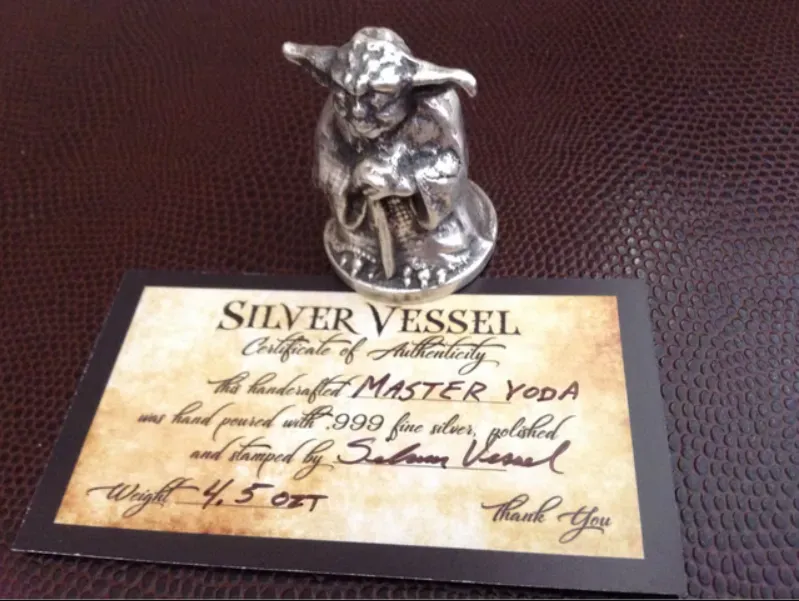 SILVER VESSEL
Certificate of Authenticity
This handcrafted MASTER YODA
was hand poured with .999 fine silver, polished
and stamped by Silver Vessel
Weight 4.5 OZT
Thank You